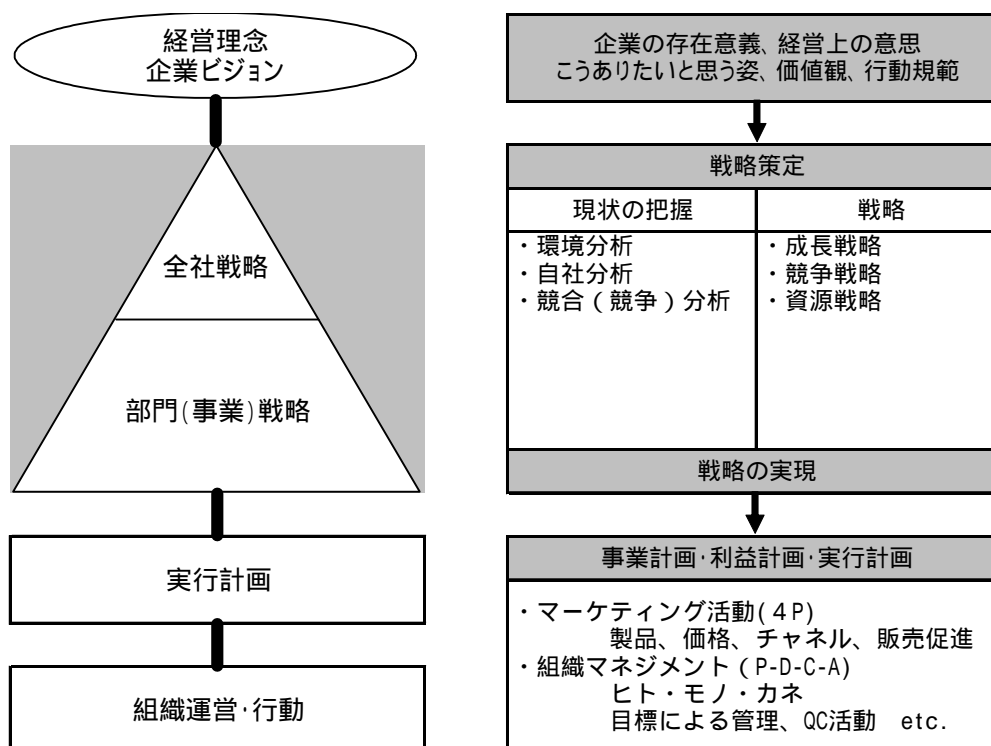 経営理念
企業ビジョン
全社戦略
部門(事業)戦略
実行計画
組織運営・行動
企業の存在意義、経営上の意思
こうありたいと思う姿、価値観、行動規範
戦略策定
現状の把握
・環境分析
・自社分析
・競合(競争)分析
戦略
・成長戦略
・競争戦略
・資源戦略
戦略の実現
事業計画・利益計画・実行計画
・マーケティング活動(4P)
製品、価格、チャネル、販売促進
・組織マネジメント(P-D-C-A)
ヒト・モノ・カネ
目標による管理、QC活動 etc.